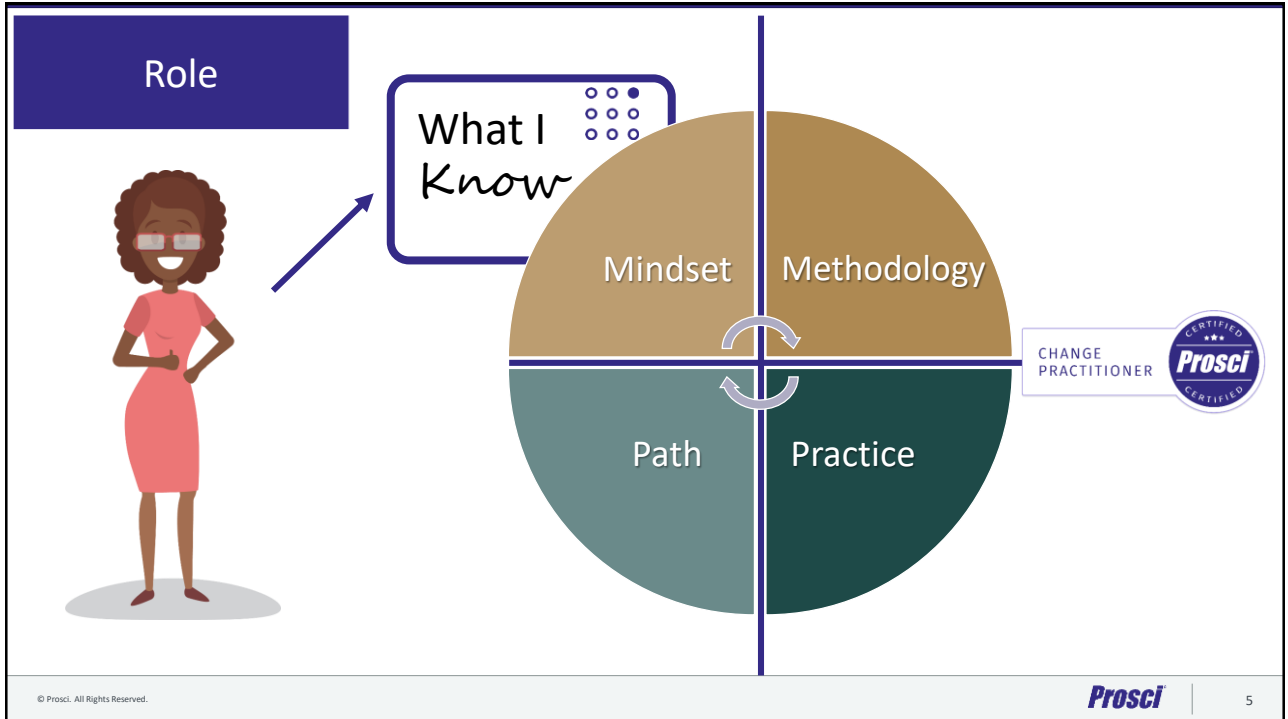 Role
What I
Know
Mindset
Methodology
Path
Practice
CHANGE
PRACTITIONER
CERTIFIED
Prosci
CERTIFIED
© Prosci. All Rights Reserved.
Prosci
5